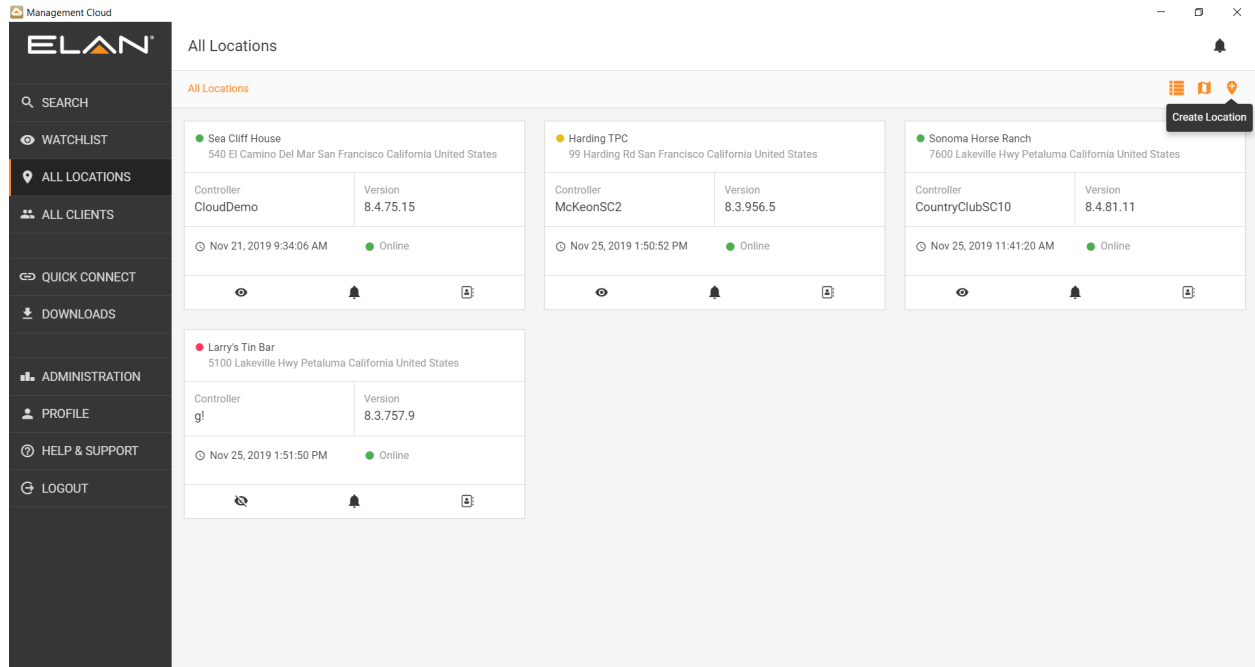 Management Cloud
ELAN®
SEARCH
WATCHLIST
ALL LOCATIONS
ALL CLIENTS
QUICK CONNECT
DOWNLOADS
ADMINISTRATION
PROFILE
HELP & SUPPORT
LOGOUT
All Locations
All Locations
Create Location
Sea Cliff House
540 El Camino Del Mar San Francisco California United States
Controller
CloudDemo
Version
8.4.75.15
Nov 21, 2019 9:34:06 AM
Online
Harding TPC
99 Harding Rd San Francisco California United States
Controller
McKeonSC2
Version
8.3.956.5
Nov 25, 2019 1:50:52 PM
Online
Sonoma Horse Ranch
7600 Lakeville Hwy Petaluma California United States
Controller
CountryClubSC10
Version
8.4.81.11
Nov 25, 2019 11:41:20 AM
Online
Larry's Tin Bar
5100 Lakeville Hwy Petaluma California United States
Controller
g!
Version
8.3.757.9
Nov 25, 2019 1:51:50 PM
Online